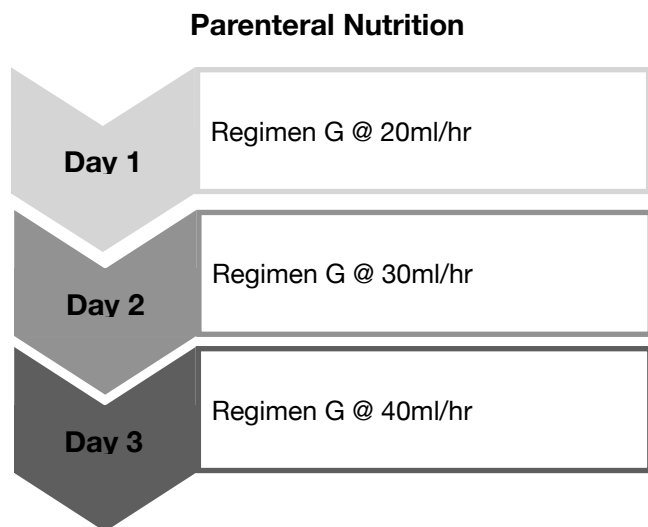 Parenteral Nutrition
Day 1
Regimen G @ 20ml/hr
Day 2
Regimen G @ 30ml/hr
Day 3
Regimen G @ 40ml/hr